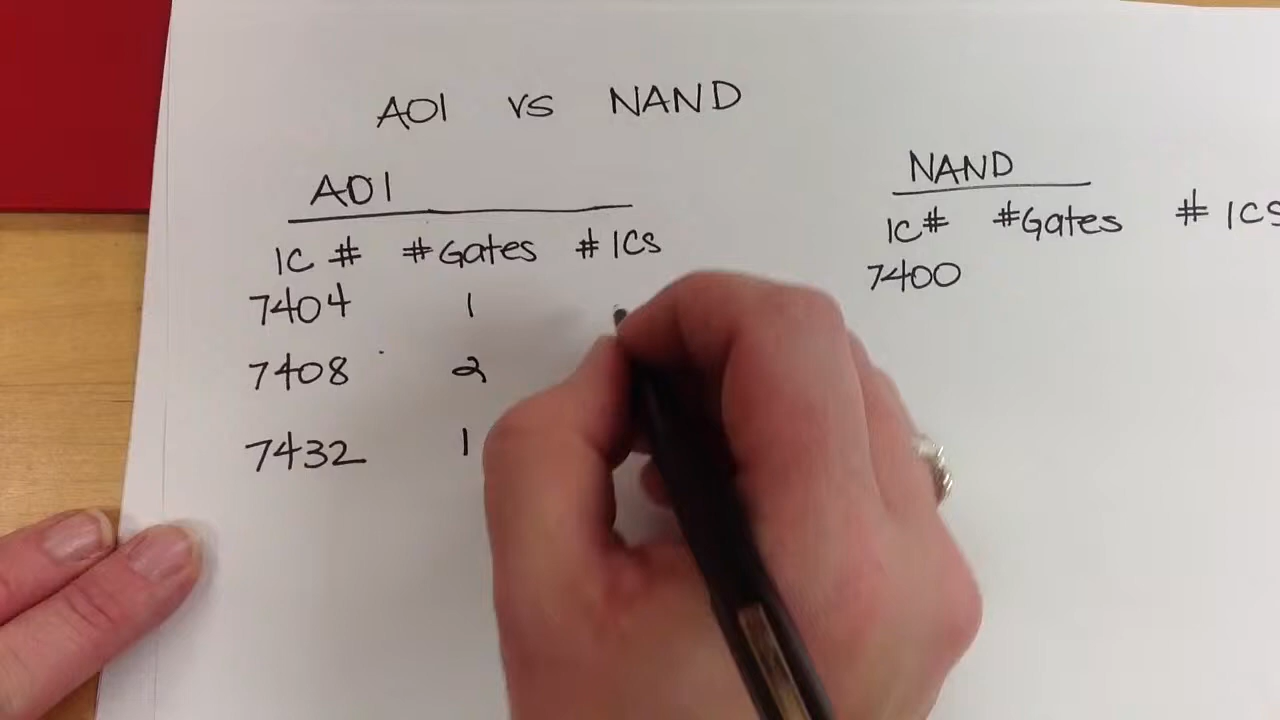 AOI vs NAND
AOI
IC # #Gates # ICs
7404 1
7408 2
7432 1
NAND
IC# #Gates # ICs
7400